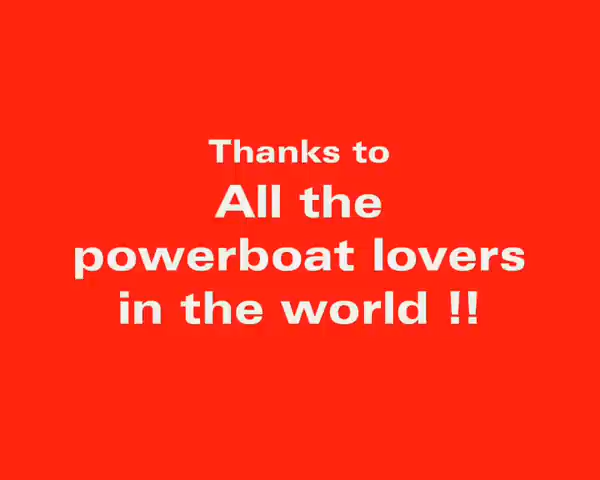 Thanks to
All the
powerboat lovers
in the world !!